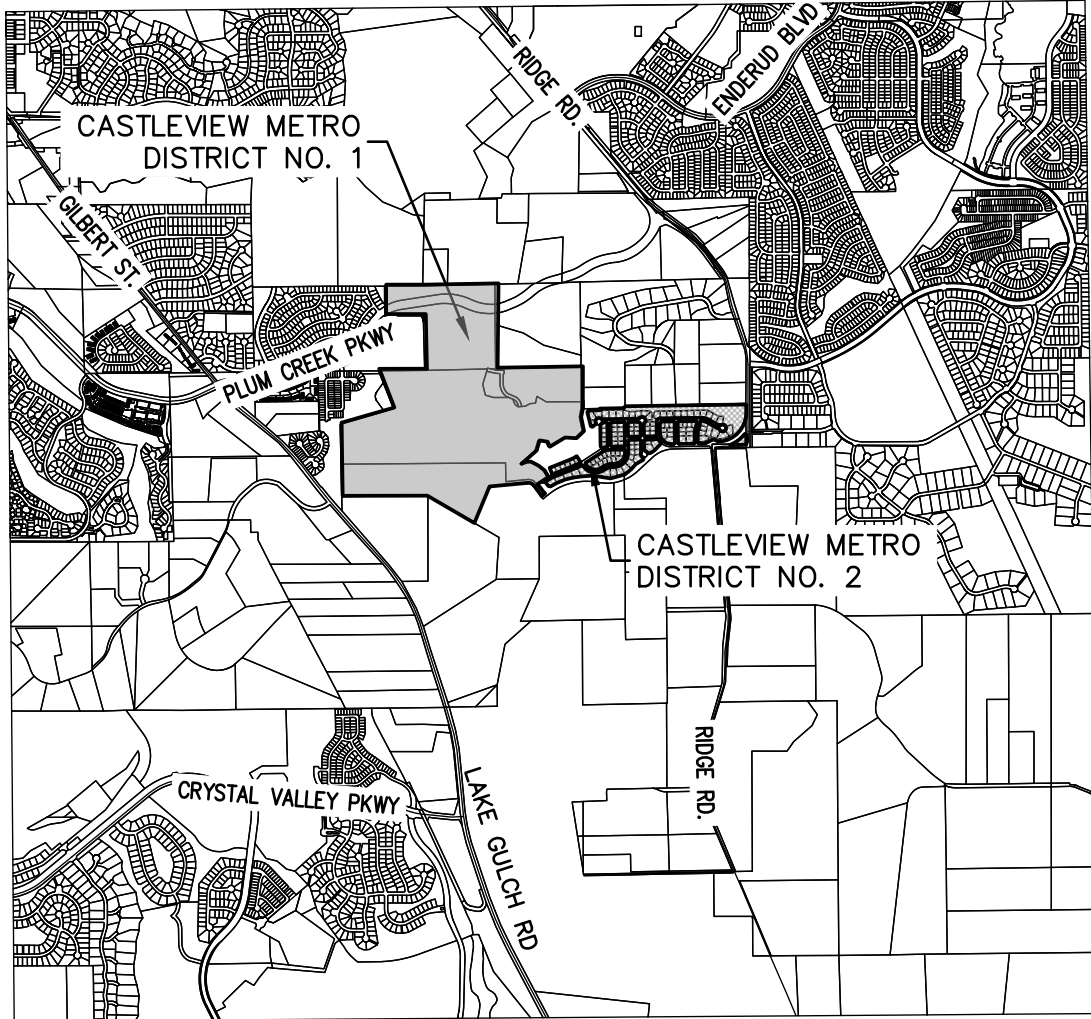 RIDGE RD.
ENDERUD BLVD
CASTLEVIEW METRO
DISTRICT NO. 1
GILBERT ST.
PLUM CREEK PKWY
CASTLEVIEW METRO
DISTRICT NO. 2
RIDGE RD.
CRYSTAL VALLEY PKWY
LAKE GULCH RD